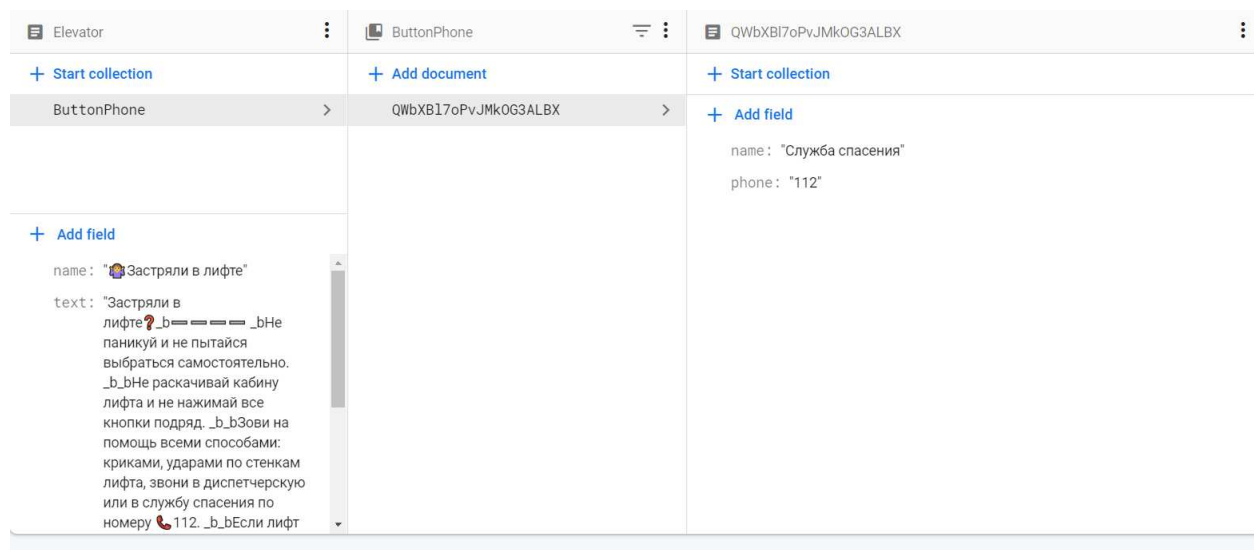 Elevator
+ Start collection
ButtonPhone
+ Add field
name: "🤷🏼‍♀️Застряли в лифте"
text: "Застряли в
лифте❓_b➖➖➖➖ _bНе
паникуй и не пытайся
выбраться самостоятельно.
_b_bНе раскачивай кабину
лифта и не нажимай все
кнопки подряд. _b_bЗови на
помощь всеми способами:
криками, ударами по стенкам
лифта, звони в диспетчерскую
или в службу спасения по
номеру 📞112. _b_bЕсли лифт
ButtonPhone
+ Add document
QWbXBl7oPvJMkOG3ALBX
QWbXBl7oPvJMkOG3ALBX
+ Start collection
+ Add field
name: "Служба спасения"
phone: "112"